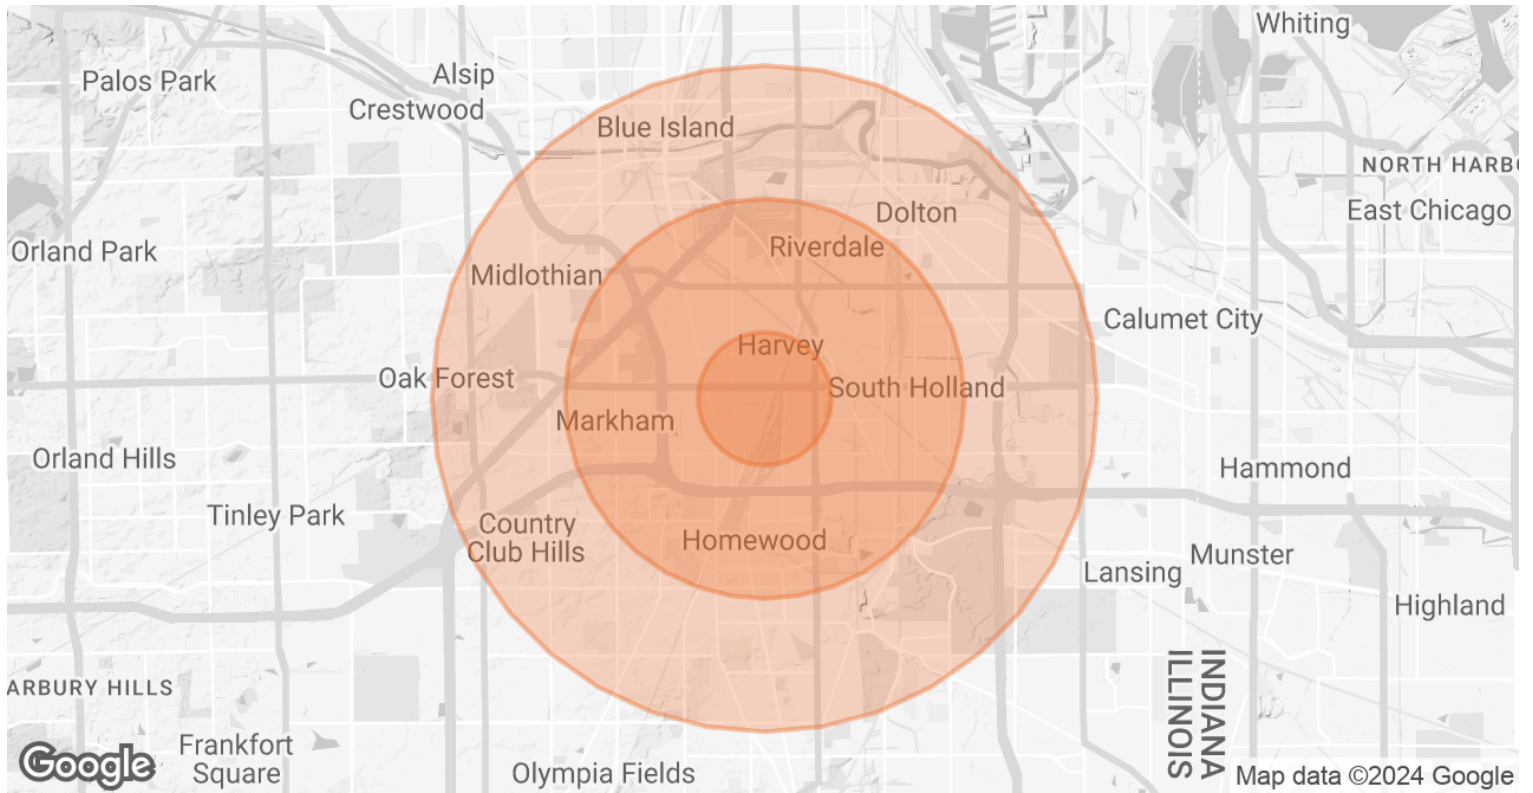 Whiting
Palos Park
Alsip
Crestwood
Blue Island
NORTH HARBO
East Chicago
Dolton
Orland Park
Riverdale
Midlothian
Calumet City
Harvey
Oak Forest
South Holland
Markham
Orland Hills
Hammond
Tinley Park
Country
Club Hills
Homewood
Munster
Lansing
Highland
ARBURY HILLS
INDIANA
ILLINOIS
Frankfort
Square
Google
Olympia Fields
Map data ©2024 Google